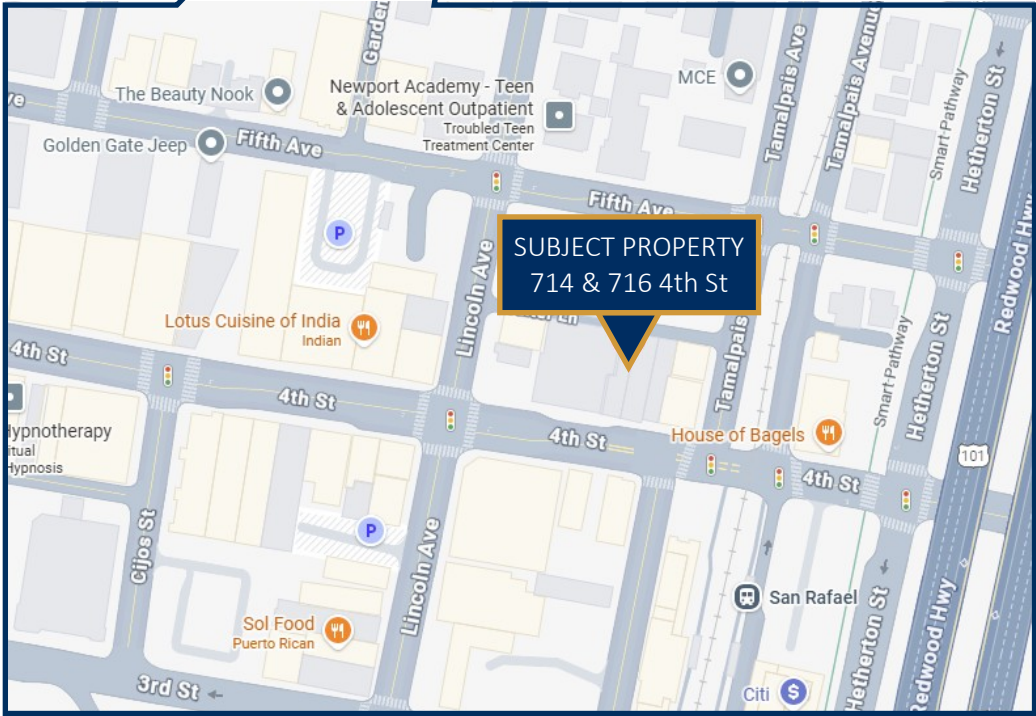 Garden
Tamalpais Ave
Tamalpais Avenue
The Beauty Nook
Newport Academy - Teen
& Adolescent Outpatient
Troubled Teen
Treatment Center
MCE
Smart Pathway
Hetherton St
Golden Gate Jeep
Fifth Ave
Fifth Ave
Redwood Hwy
P
SUBJECT PROPERTY
714 & 716 4th St
Lincoln Ave
Lotus Cuisine of India
Indian
4th St
4th St
4th St
Tamalpais
House of Bagels
Smart Pathway
Hetherton St
101
4th St
Hypnotherapy
Hypnosis
P
Cijos St
Lincoln Ave
San Rafael
Hetherton St
Redwood Hwy
Sol Food
Puerto Rican
3rd St
Citi
$